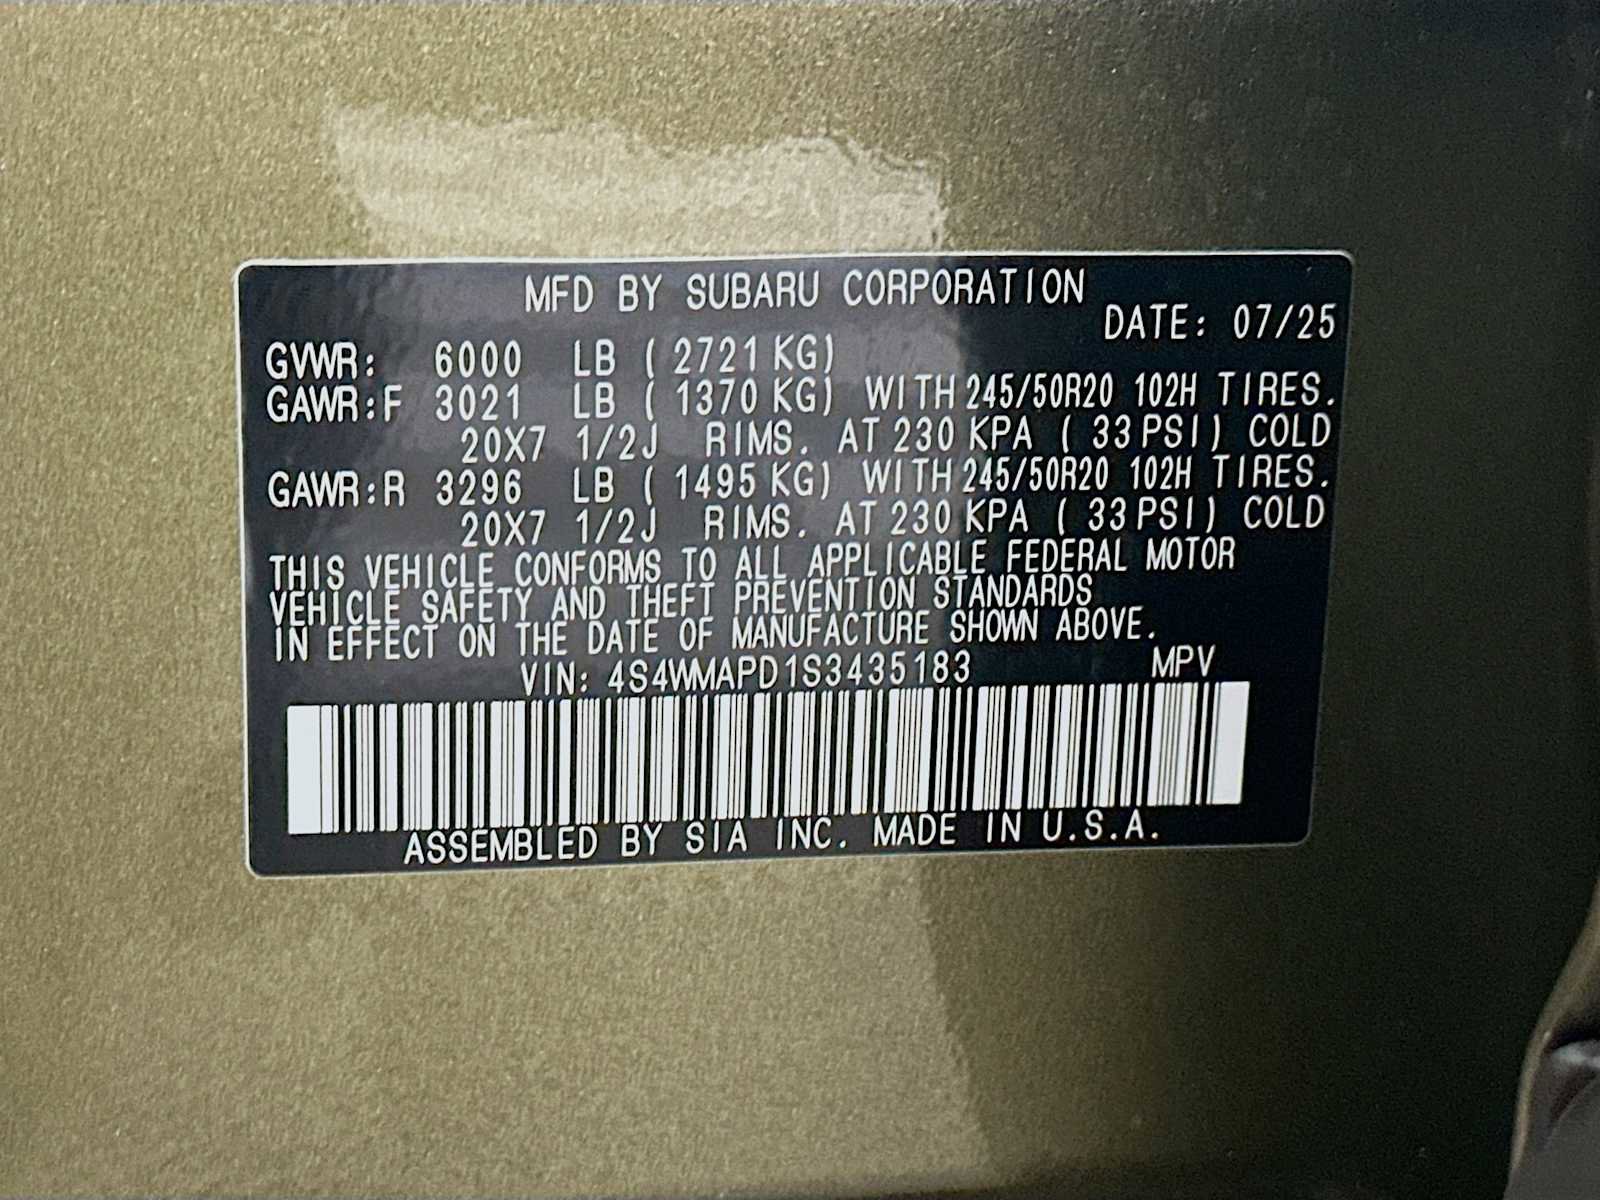 MFD BY SUBARU CORPORATION
DATE: 07/25
GVWR: 6000 LB ( 2721 KG)
GAWR:F 3021 LB ( 1370 KG) WITH 245/50R20 102H TIRES.
20X7 1/2J RIMS. AT 230 KPA ( 33 PSI) COLD
GAWR:R 3296 LB ( 1495 KG) WITH 245/50R20 102H TIRES.
20X7 1/2J RIMS. AT 230 KPA ( 33 PSI) COLD
THIS VEHICLE CONFORMS TO ALL APPLICABLE FEDERAL MOTOR
VEHICLE SAFETY AND THEFT PREVENTION STANDARDS
IN EFFECT ON THE DATE OF MANUFACTURE SHOWN ABOVE.
VIN: 4S4WMAPD1S3435183 MPV
ASSEMBLED BY SIA INC. MADE IN U.S.A.